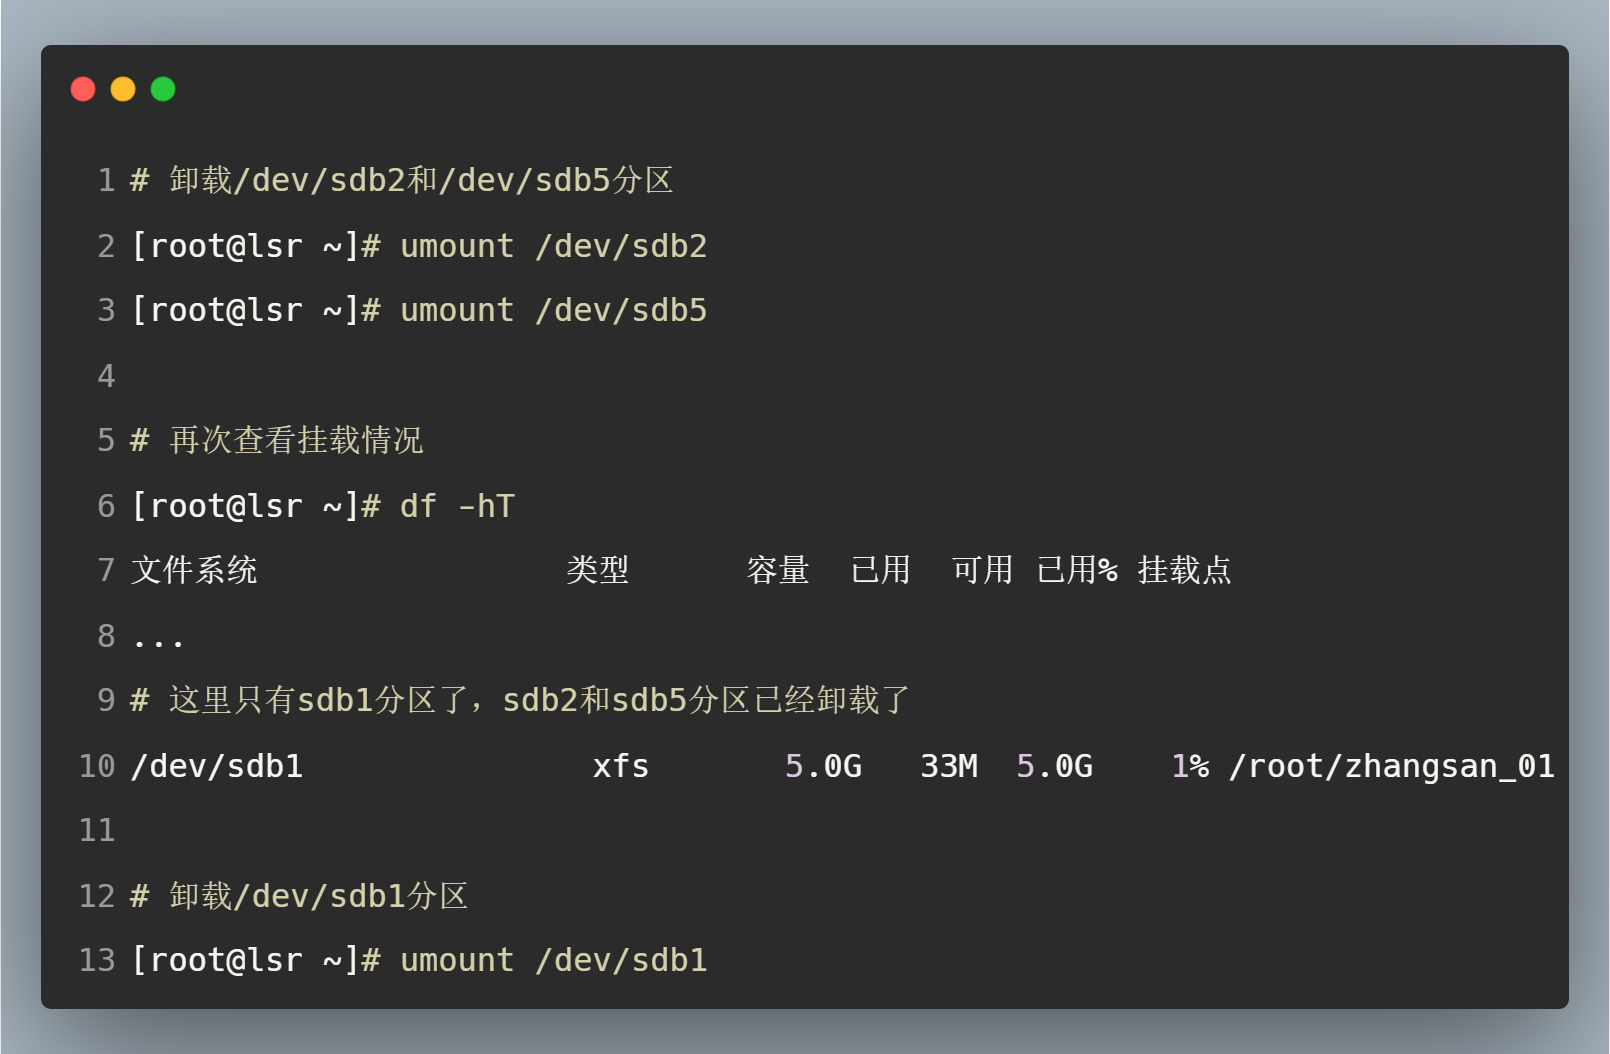 1 # 卸载/dev/sdb2和/dev/sdb5分区
2 [root@lsr ~]# umount /dev/sdb2
3 [root@lsr ~]# umount /dev/sdb5
4
5 # 再次查看挂载情况
6 [root@lsr ~]# df -hT
7 文件系统                类型      容量  已用  可用 已用% 挂载点
8 ...
9 # 这里只有sdb1分区了，sdb2和sdb5分区已经卸载了
10 /dev/sdb1               xfs       5.0G   33M  5.0G    1% /root/zhangsan_01
11
12 # 卸载/dev/sdb1分区
13 [root@lsr ~]# umount /dev/sdb1